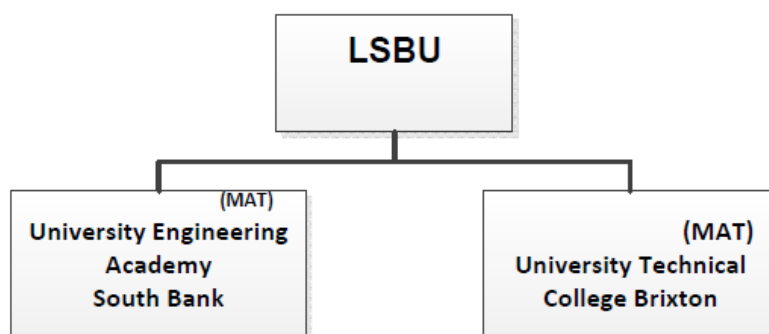 LSBU
(MAT)
University Engineering
Academy
South Bank
(MAT)
University Technical
College Brixton